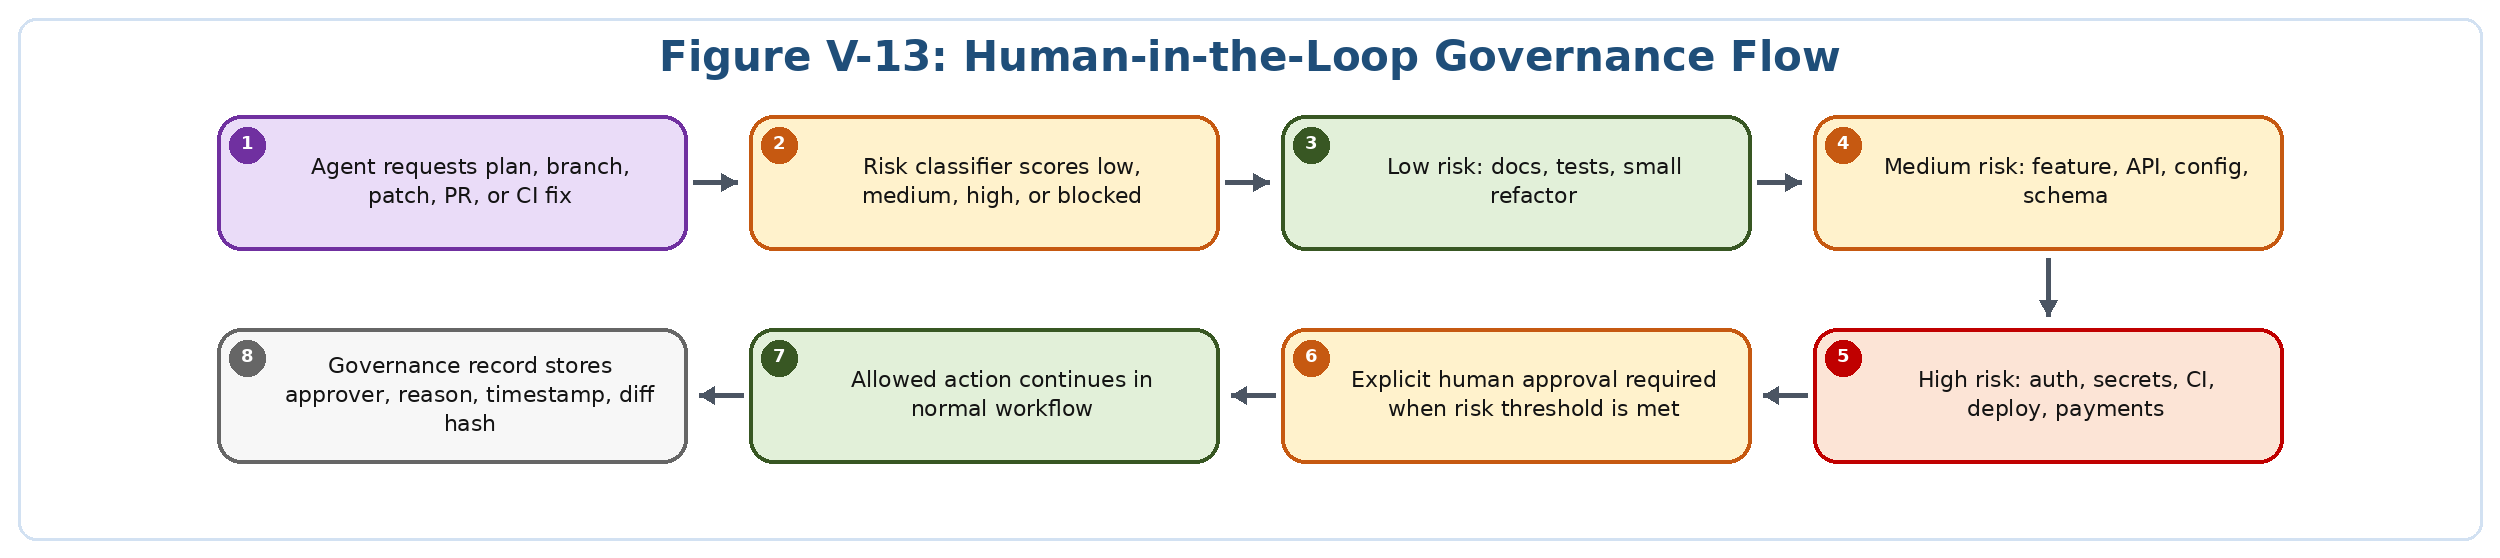 Figure V-13: Human-in-the-Loop Governance Flow
1
Agent requests plan, branch,
patch, PR, or CI fix
2
Risk classifier scores low,
medium, high, or blocked
3
Low risk: docs, tests, small
refactor
4
Medium risk: feature, API, config,
schema
5
High risk: auth, secrets, CI,
deploy, payments
6
Explicit human approval required
when risk threshold is met
7
Allowed action continues in
normal workflow
8
Governance record stores
approver, reason, timestamp, diff
hash